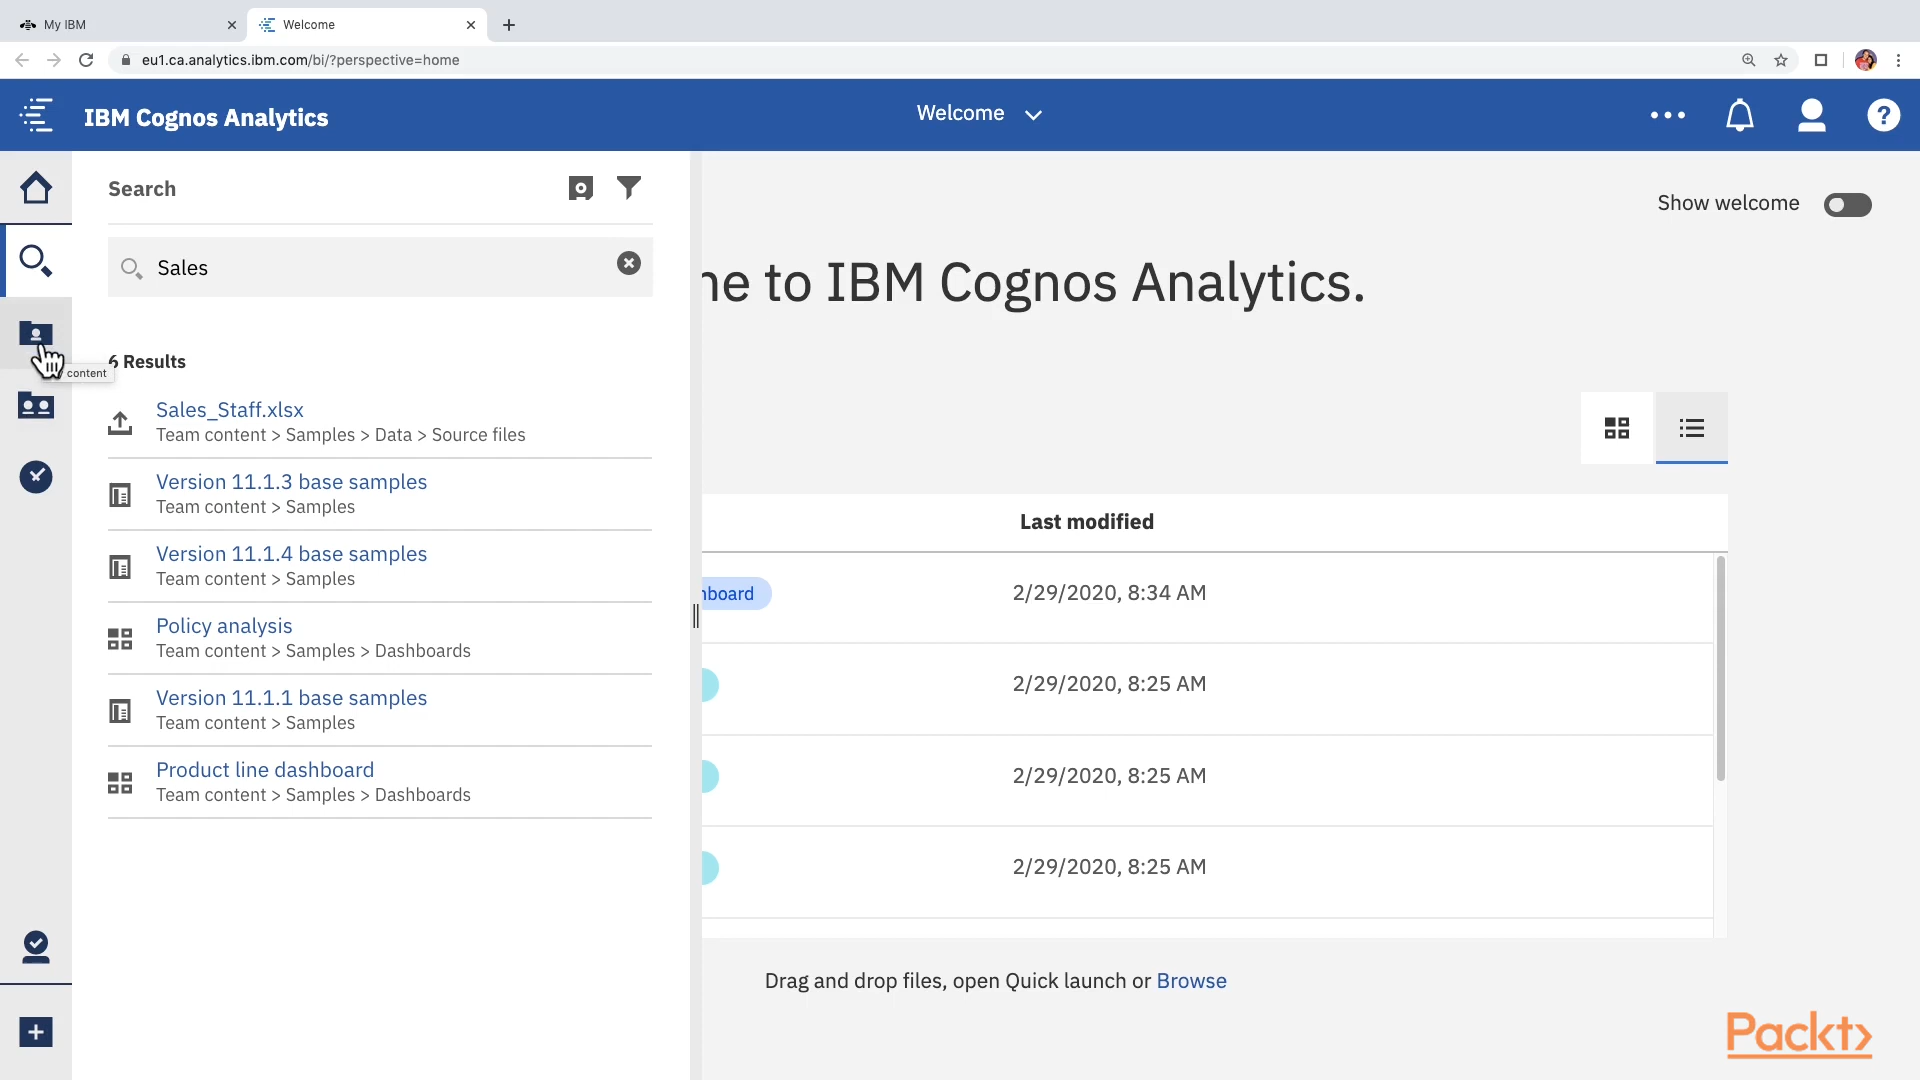 My IBM
Welcome
eu1.ca.analytics.ibm.com/bi/?perspective=home
IBM Cognos Analytics
Welcome
Search
Show welcome
Sales
ne to IBM Cognos Analytics.
6 Results
content
Sales_Staff.xlsx
Team content > Samples > Data > Source files
Version 11.1.3 base samples
Team content > Samples
Last modified
Version 11.1.4 base samples
Team content > Samples
hboard
2/29/2020, 8:34 AM
Policy analysis
Team content > Samples > Dashboards
2/29/2020, 8:25 AM
Version 11.1.1 base samples
Team content > Samples
2/29/2020, 8:25 AM
Product line dashboard
Team content > Samples > Dashboards
2/29/2020, 8:25 AM
Drag and drop files, open Quick launch or Browse
Packt>